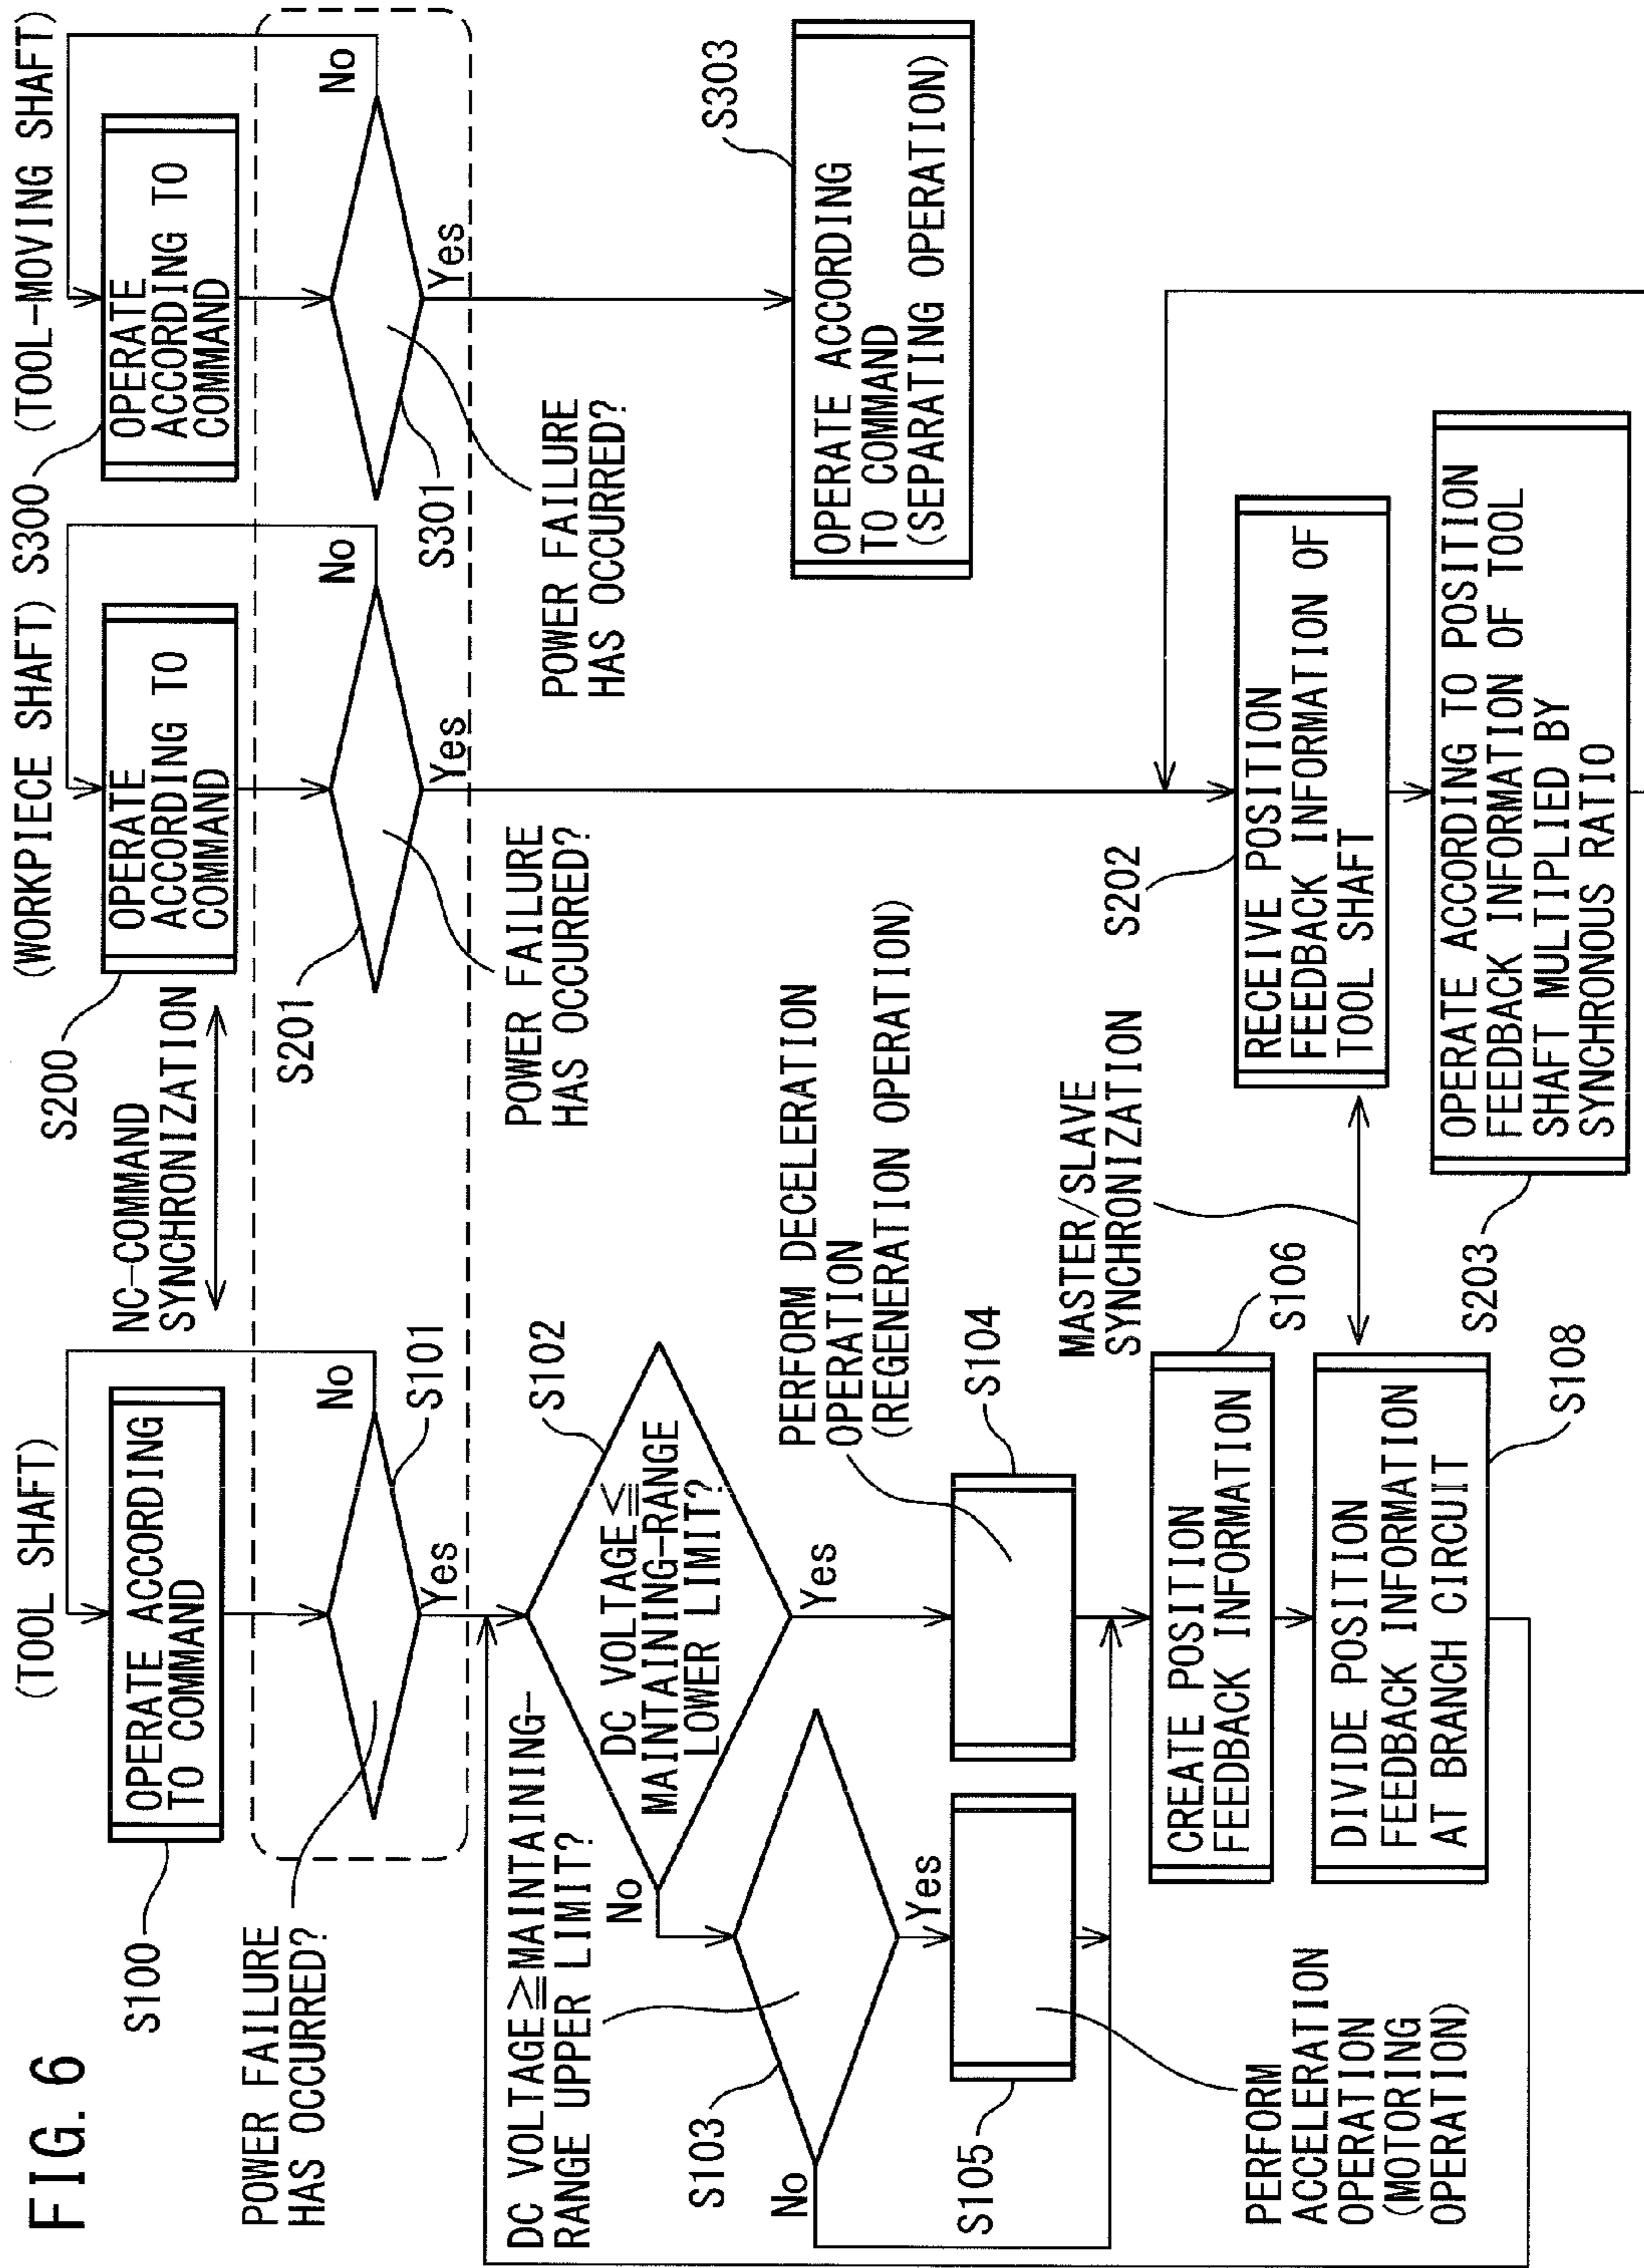 FIG. 6
(TOOL SHAFT)
S100
OPERATE ACCORDING
TO COMMAND
POWER FAILURE
HAS OCCURRED?
No
S101
Yes
NC-COMMAND
SYNCHRONIZATION
(WORKPIECE SHAFT)
S200
OPERATE
ACCORDING TO
COMMAND
No
S201
POWER FAILURE
HAS OCCURRED?
Yes
(TOOL-MOVING SHAFT)
S300
OPERATE
ACCORDING TO
COMMAND
No
S301
POWER FAILURE
HAS OCCURRED?
Yes
S303
OPERATE ACCORDING
TO COMMAND
(SEPARATING OPERATION)
S102
DC VOLTAGE≦
MAINTAINING-RANGE
LOWER LIMIT?
No
Yes
DC VOLTAGE≧MAINTAINING-
RANGE UPPER LIMIT?
S103
No
Yes
PERFORM DECELERATION
OPERATION
(REGENERATION OPERATION)
S104
S105
PERFORM
ACCELERATION
OPERATION
(MOTORING
OPERATION)
S106
CREATE POSITION
FEEDBACK INFORMATION
DIVIDE POSITION
FEEDBACK INFORMATION
AT BRANCH CIRCUIT
S108
MASTER/SLAVE
SYNCHRONIZATION
S202
RECEIVE POSITION
FEEDBACK INFORMATION OF
TOOL SHAFT
S203
OPERATE ACCORDING TO POSITION
FEEDBACK INFORMATION OF TOOL
SHAFT MULTIPLIED BY
SYNCHRONOUS RATIO